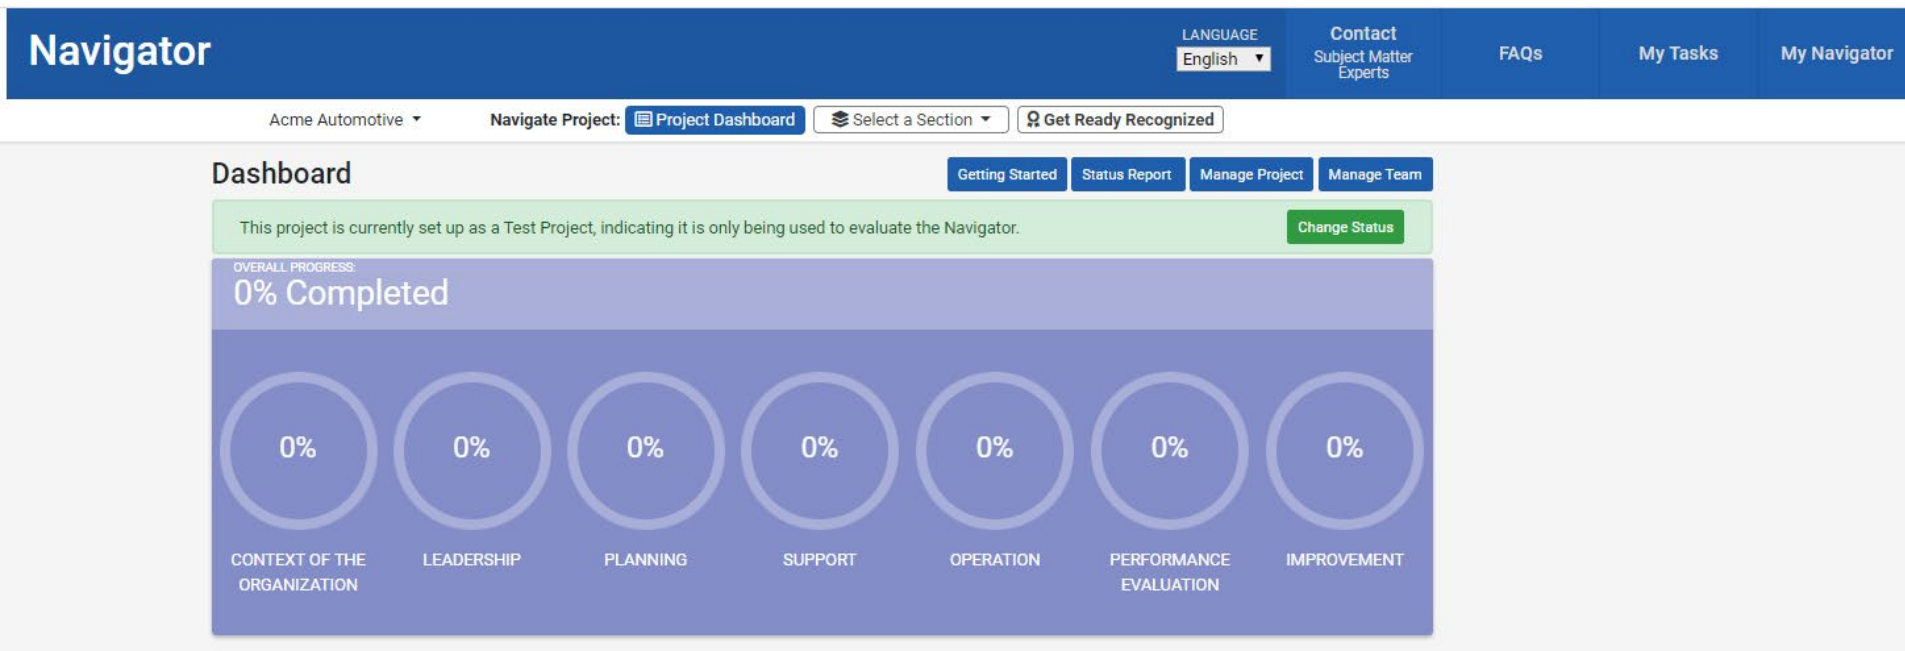 Navigator
LANGUAGE
English
Contact
Subject Matter
Experts
FAQs
My Tasks
My Navigator
Acme Automotive
Navigate Project:
Project Dashboard
Select a Section
Get Ready Recognized
Dashboard
Getting Started
Status Report
Manage Project
Manage Team
This project is currently set up as a Test Project, indicating it is only being used to evaluate the Navigator.
Change Status
OVERALL PROGRESS:
0% Completed
0%
0%
0%
0%
0%
0%
0%
CONTEXT OF THE
ORGANIZATION
LEADERSHIP
PLANNING
SUPPORT
OPERATION
PERFORMANCE
EVALUATION
IMPROVEMENT